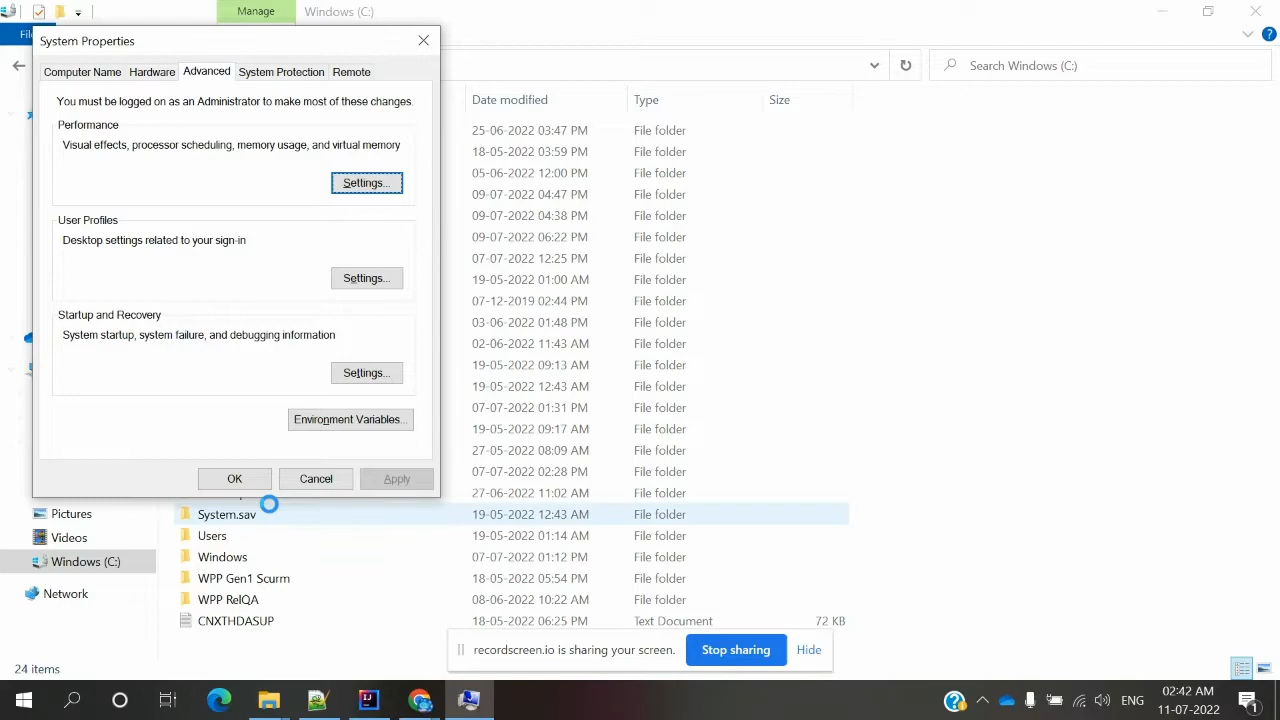 Manage
Windows (C:)
System Properties
Computer Name
Hardware
Advanced
System Protection
Remote
Search Windows (C:)
You must be logged on as an Administrator to make most of these changes.
Performance
Visual effects, processor scheduling, memory usage, and virtual memory
Settings...
User Profiles
Desktop settings related to your sign-in
Settings...
Startup and Recovery
System startup, system failure, and debugging information
Settings...
Environment Variables...
OK
Cancel
Apply
Date modified
Type
Size
25-06-2022 03:47 PM File folder
18-05-2022 03:59 PM File folder
05-06-2022 12:00 PM File folder
09-07-2022 04:47 PM File folder
09-07-2022 04:38 PM File folder
09-07-2022 06:22 PM File folder
07-07-2022 12:25 PM File folder
19-05-2022 01:00 AM File folder
07-12-2019 02:44 PM File folder
03-06-2022 01:48 PM File folder
02-06-2022 11:43 AM File folder
19-05-2022 09:13 AM File folder
19-05-2022 12:43 AM File folder
07-07-2022 01:31 PM File folder
19-05-2022 09:17 AM File folder
27-05-2022 08:09 AM File folder
07-07-2022 02:28 PM File folder
27-06-2022 11:02 AM File folder
System.sav 19-05-2022 12:43 AM File folder
Users 19-05-2022 01:14 AM File folder
Windows 07-07-2022 01:12 PM File folder
WPP Gen1 Scurm 18-05-2022 05:54 PM File folder
WPP RelQA 08-06-2022 10:22 AM File folder
CNXTHDASUP 18-05-2022 06:25 PM Text Document 72 KB
Pictures
Videos
Windows (C:)
Network
24 items
recordscreen.io is sharing your screen.
Stop sharing
Hide
ENG
02:42 AM
11-07-2022
1